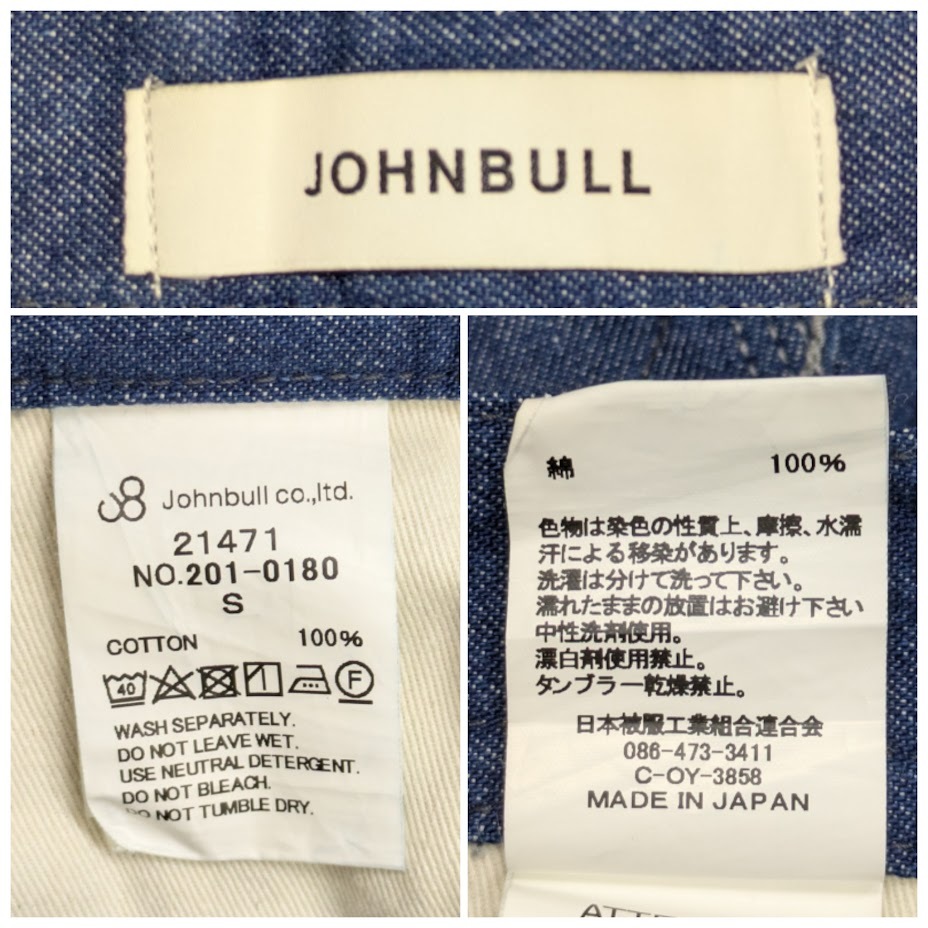 JOHNBULL
Johnbull co.,ltd.
21471
NO.201-0180
S
COTTON 100%
40
F
WASH SEPARATELY.
DO NOT LEAVE WET.
USE NEUTRAL DETERGENT.
DO NOT BLEACH.
DO NOT TUMBLE DRY.
綿 100%
色物は染色の性質上、摩擦、水濡
汗による移染があります。
洗濯は分けて洗って下さい。
濡れたままの放置はお避け下さい
中性洗剤使用。
漂白剤使用禁止。
タンブラー乾燥禁止。
日本被服工業組合連合会
086-473-3411
C-OY-3858
MADE IN JAPAN